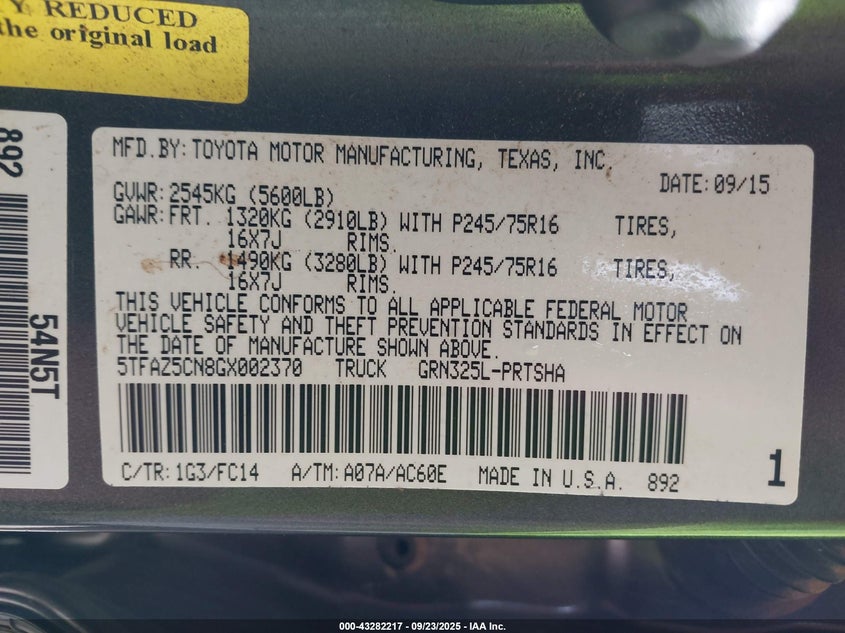 Y REDUCED
the original load
892
54N5T
MFD.BY: TOYOTA MOTOR MANUFACTURING, TEXAS, INC.
DATE: 09/15
GVWR: 2545KG (5600LB)
GAWR: FRT. 1320KG (2910LB) WITH P245/75R16 TIRES,
16X7J RIMS.
RR. 1490KG (3280LB) WITH P245/75R16 TIRES,
16X7J RIMS.
THIS VEHICLE CONFORMS TO ALL APPLICABLE FEDERAL MOTOR
VEHICLE SAFETY AND THEFT PREVENTION STANDARDS IN EFFECT ON
THE DATE OF MANUFACTURE SHOWN ABOVE.
5TFAZ5CN8GX002370 TRUCK GRN325L-PRTSHA
C/TR: 1G3/FC14 A/TM: A07A/AC60E MADE IN U.S.A. 892
1
000-43282217 - 09/23/2025 - IAA Inc.